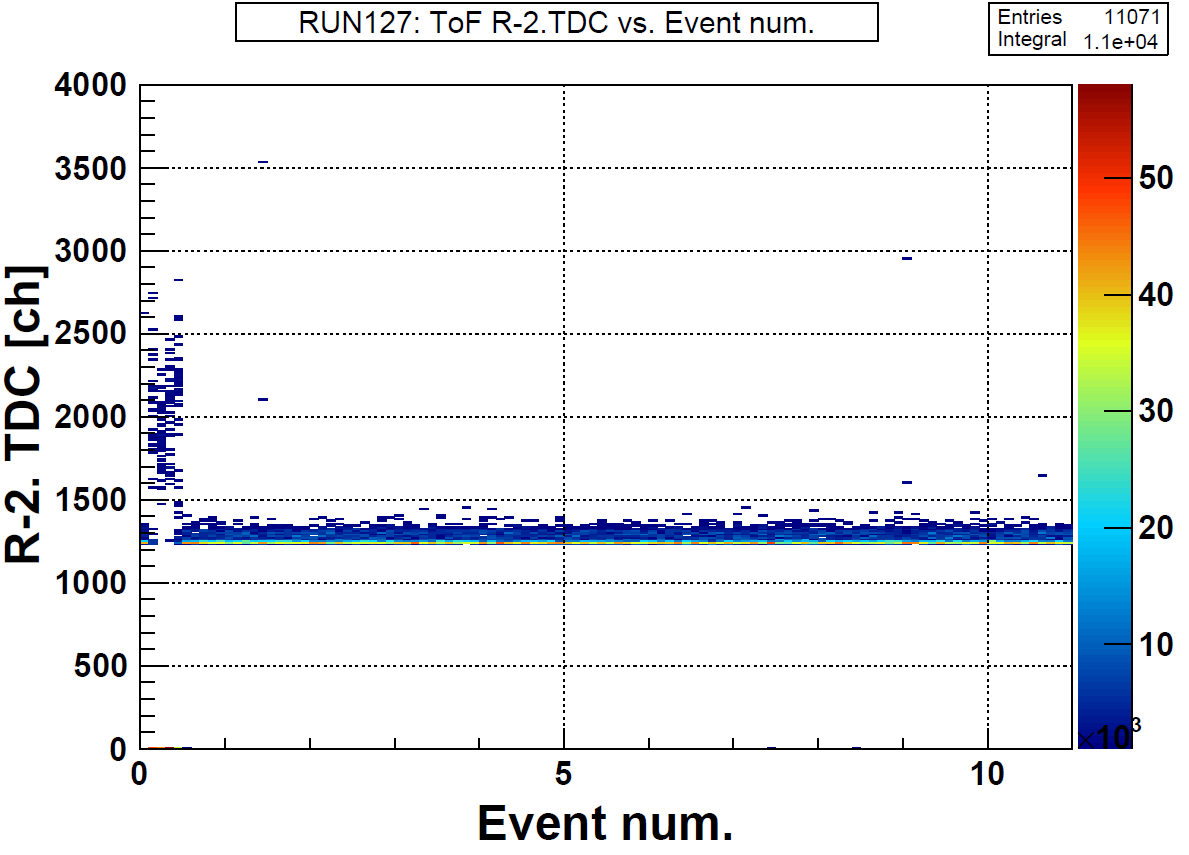 RUN127: ToF R-2.TDC vs. Event num.
Entries 11071
Integral 1.1e+04
4000
3500
3000
2500
2000
1500
1000
500
0
R-2. TDC [ch]
0 5 10
Event num.
50
40
30
20
10
×10³